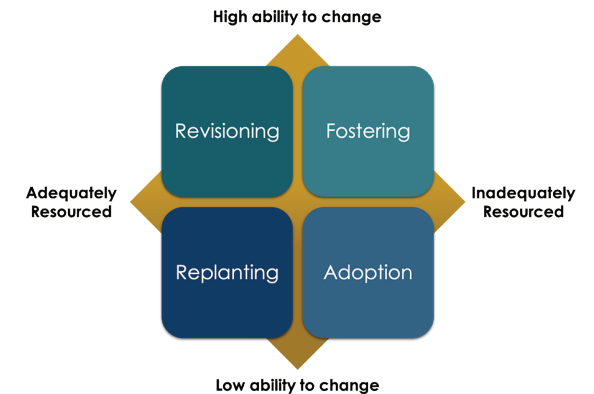 High ability to change
Revisioning
Fostering
Adequately
Resourced
Inadequately
Resourced
Replanting
Adoption
Low ability to change